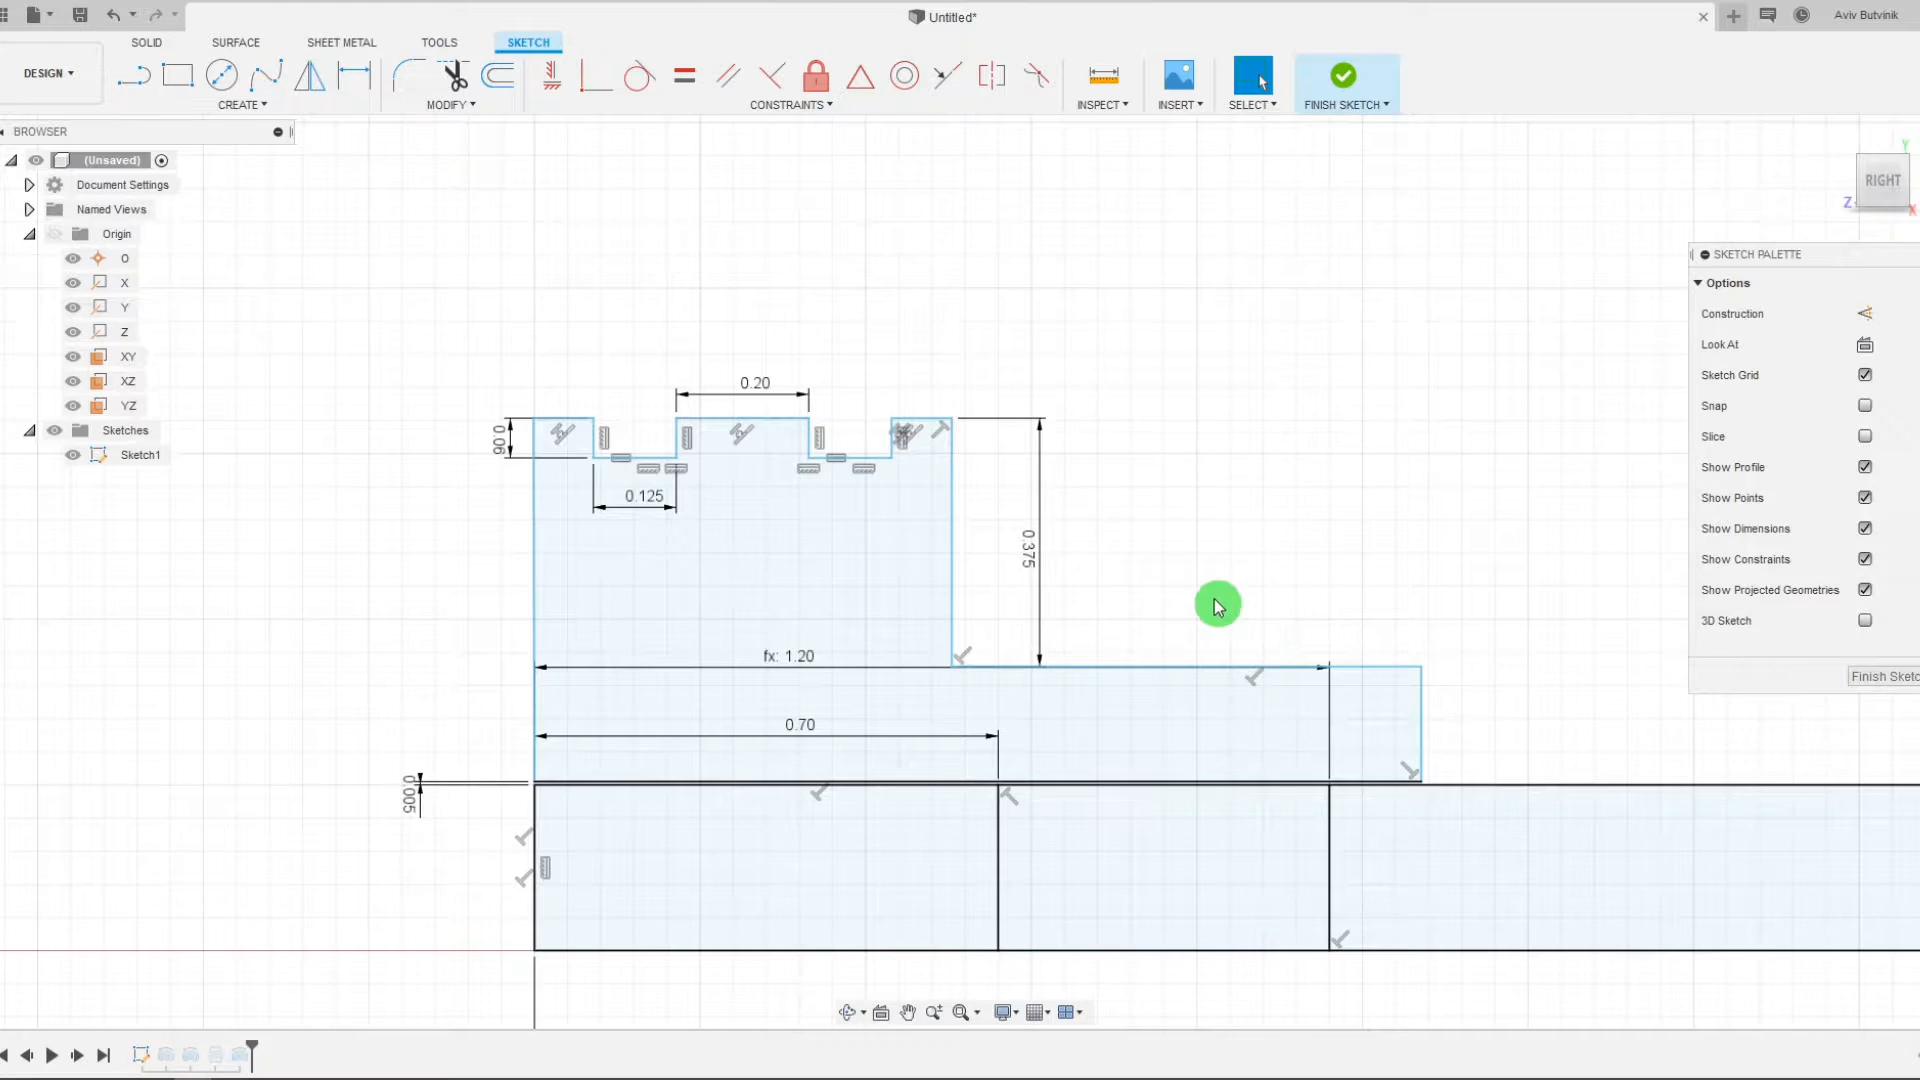 Untitled*
Aviv Butvinik
SOLID
SURFACE
SHEET METAL
TOOLS
SKETCH
DESIGN
CREATE
MODIFY
CONSTRAINTS
INSPECT
INSERT
SELECT
FINISH SKETCH
BROWSER
(Unsaved)
Document Settings
Named Views
Origin
O
X
Y
Z
XY
XZ
YZ
Sketches
Sketch1
Y
RIGHT
Z
X
SKETCH PALETTE
Options
Construction
Look At
Sketch Grid
Snap
Slice
Show Profile
Show Points
Show Dimensions
Show Constraints
Show Projected Geometries
3D Sketch
Finish Sketc
0.20
0.06
0.125
0.375
fx: 1.20
0.70
0.005